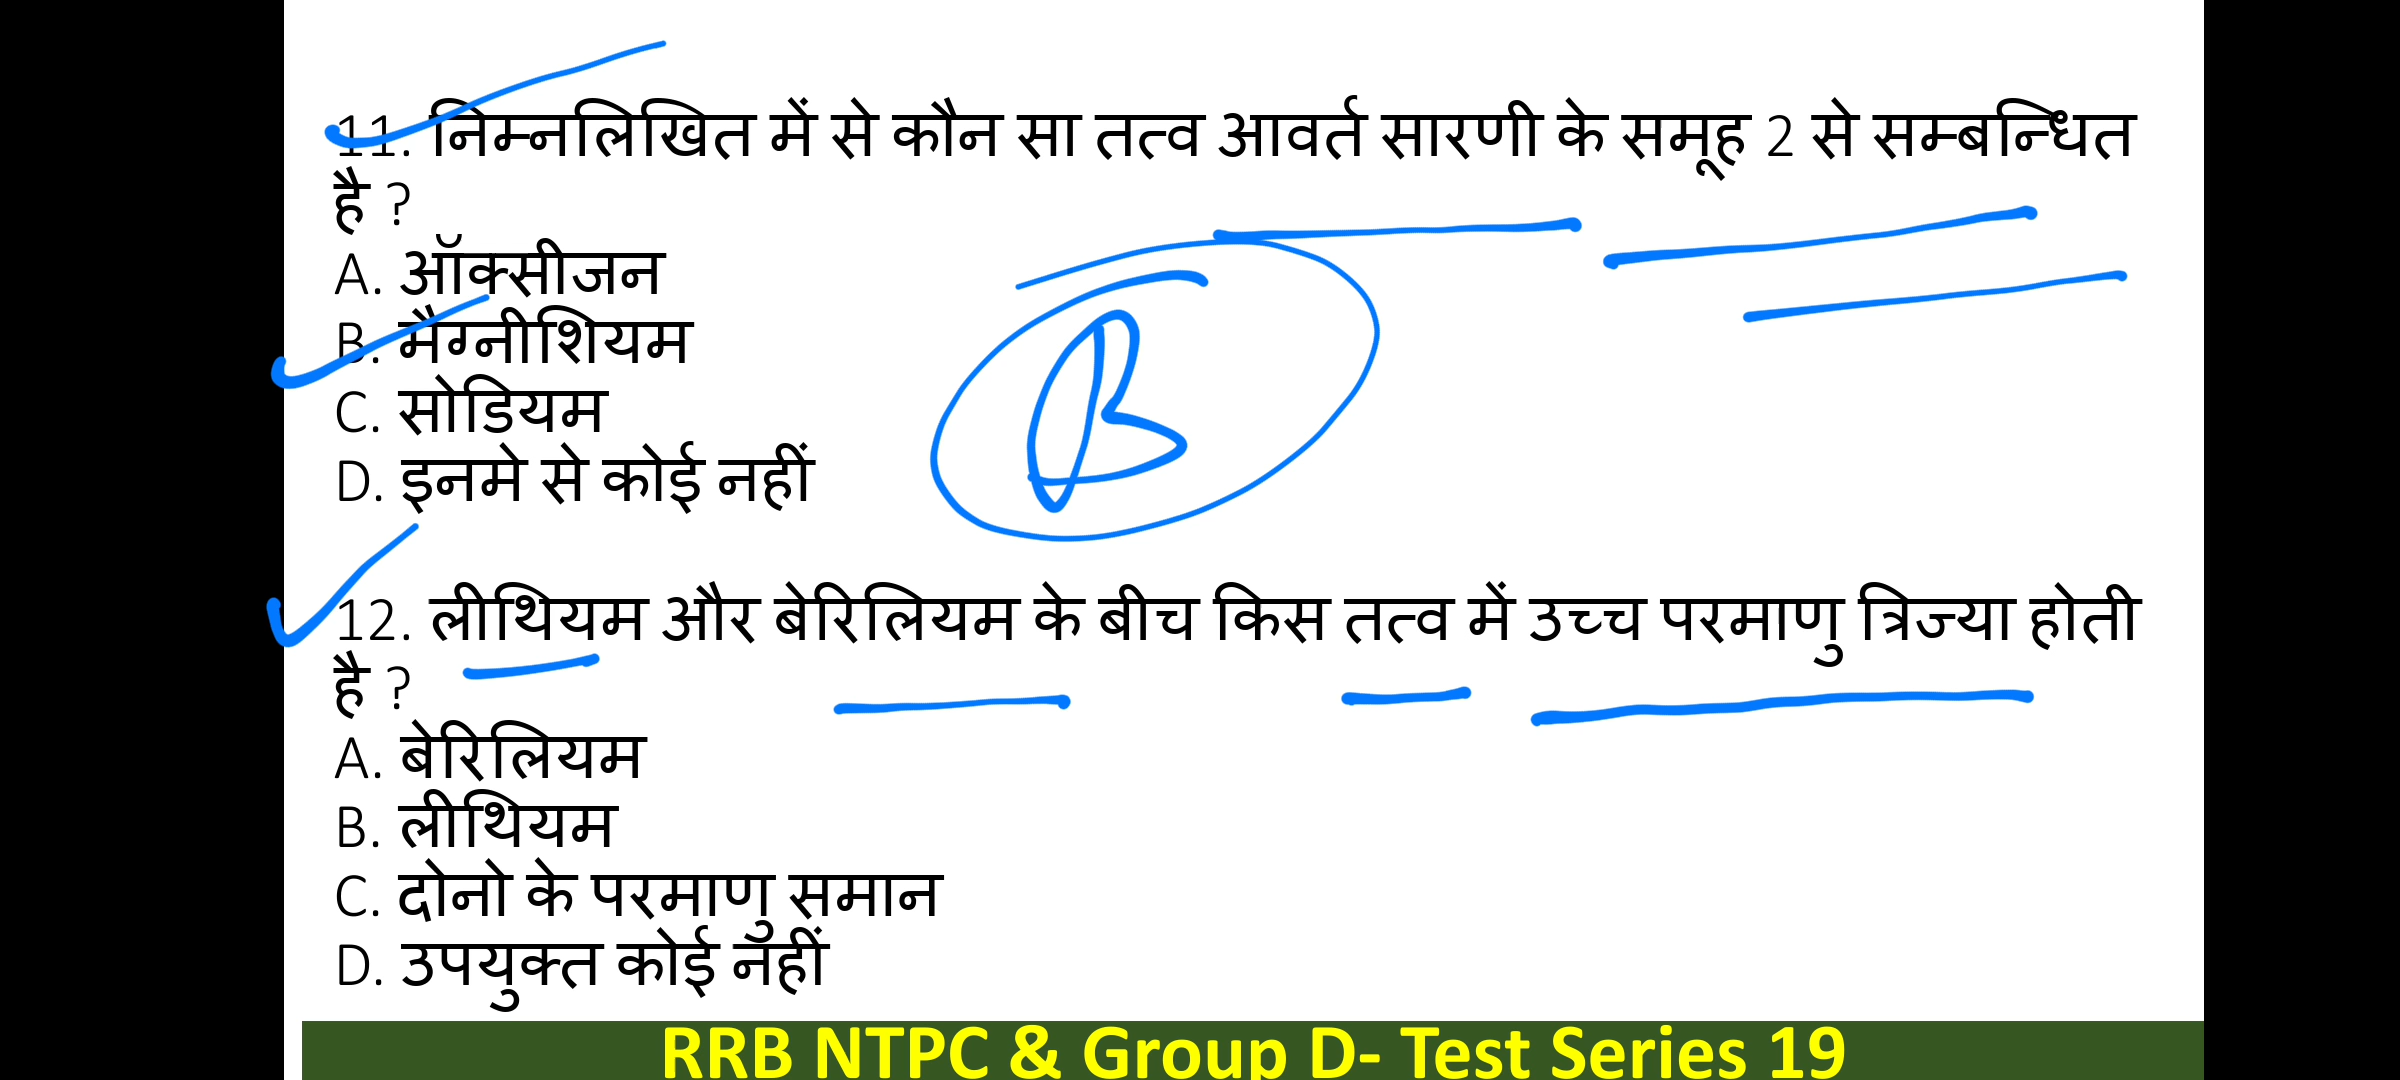 11. निम्नलिखित में से कौन सा तत्व आवर्त सारणी के समूह 2 से सम्बन्धित
है ?
A. ऑक्सीजन
B. मैग्नीशियम
C. सोडियम
D. इनमे से कोई नहीं
B
12. लीथियम और बेरिलियम के बीच किस तत्व में उच्च परमाणु त्रिज्या होती
है ?
A. बेरिलियम
B. लीथियम
C. दोनो के परमाणु समान
D. उपयुक्त कोई नहीं
RRB NTPC & Group D- Test Series 19